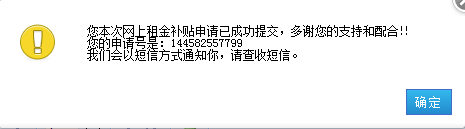 您本次网上租金补贴申请已成功提交，多谢您的支持和配合!!
您的申请号是：144582557799
我们会以短信方式通知你，请查收短信。
确定